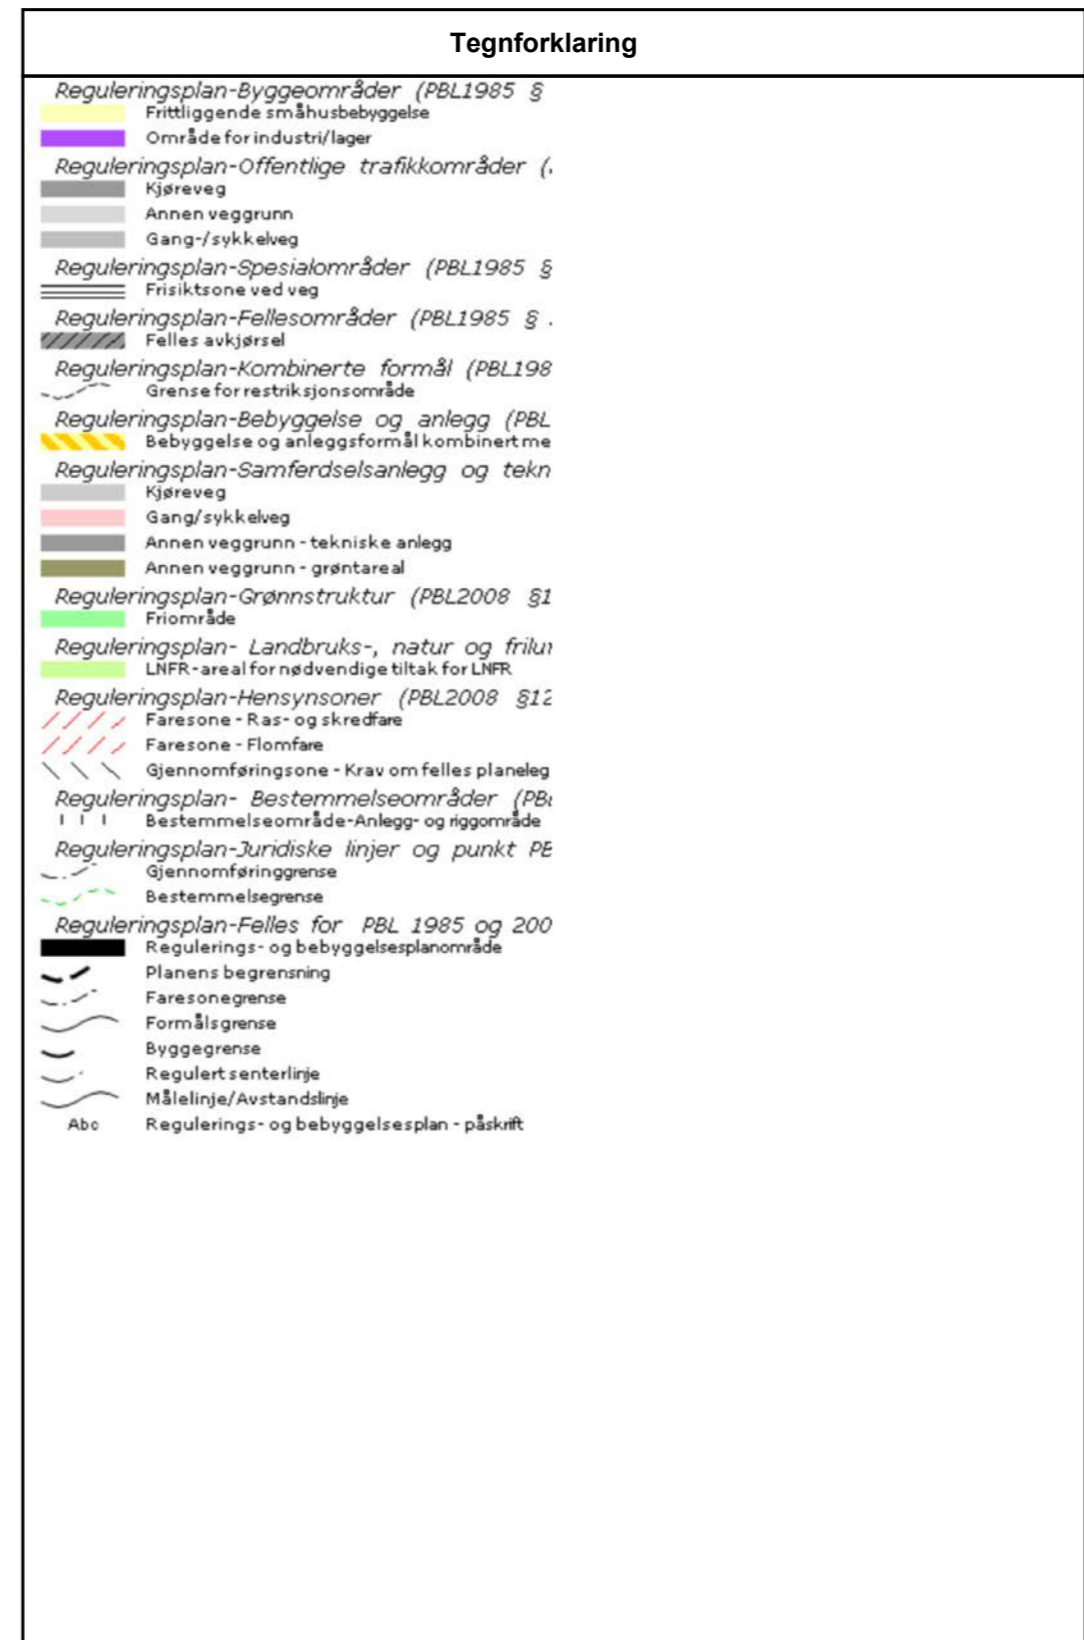 Tegnforklaring
Reguleringsplan-Byggeområder (PBL1985 §
Frittliggende småhusbebyggelse
Område for industri/lager
Reguleringsplan-Offentlige trafikkområder (
Kjøreveg
Annen veggrunn
Gang-/sykkelveg
Reguleringsplan-Spesialområder (PBL1985 §
Frisiktsone ved veg
Reguleringsplan-Fellesområder (PBL1985 §
Felles avkjørsel
Reguleringsplan-Kombinerte formål (PBL198
Grense for restriksjonsområde
Reguleringsplan-Bebyggelse og anlegg (PBL
Bebyggelse og anleggsformål kombinert me
Reguleringsplan-Samferdselsanlegg og tekn
Kjøreveg
Gang/sykkelveg
Annen veggrunn - tekniske anlegg
Annen veggrunn - grøntareal
Reguleringsplan-Grønnstruktur (PBL2008 §1
Friområde
Reguleringsplan- Landbruks-, natur og frilu
LNFR-areal for nødvendige tiltak for LNFR
Reguleringsplan-Hensynsoner (PBL2008 §12
Faresone - Ras- og skredfare
Faresone - Flomfare
Gjennomføringsone - Krav om felles planeleg
Reguleringsplan- Bestemmelseområder (PB
Bestemmelseområde-Anlegg- og riggområde
Reguleringsplan-Juridiske linjer og punkt PB
Gjennomføringgrense
Bestemmelsegrense
Reguleringsplan-Felles for PBL 1985 og 200
Regulerings- og bebyggelsesplanområde
Planens begrensning
Faresonegrense
Formålsgrense
Byggegrense
Regulert senterlinje
Målelinje/Avstandslinje
Abc Regulerings- og bebyggelsesplan - påskrift